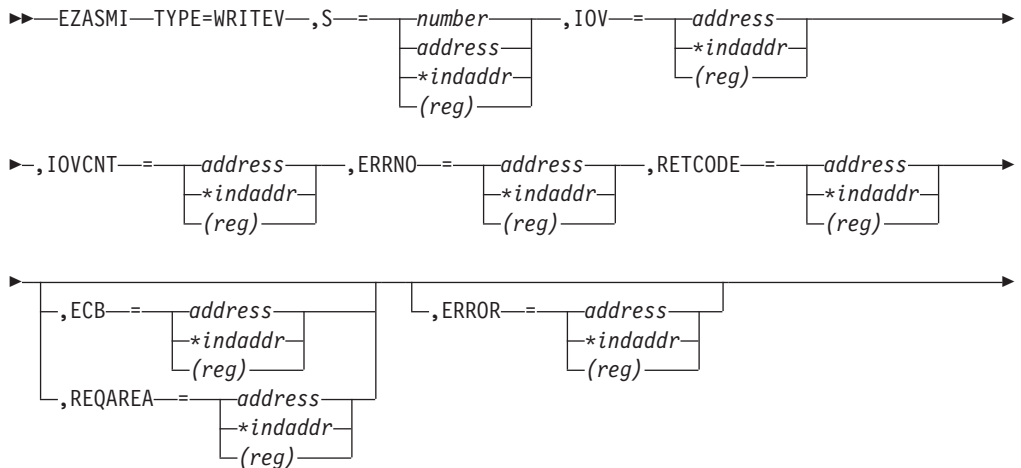 EZASMI TYPE=WRITEV ,S = number ,IOV = address
address *indaddr
*indaddr (reg)
(reg)
,IOVCNT = address ,ERRNO = address ,RETCODE = address
*indaddr *indaddr *indaddr
(reg) (reg) (reg)
,ECB = address ,ERROR = address
*indaddr *indaddr
(reg) (reg)
,REQAREA = address
*indaddr
(reg)